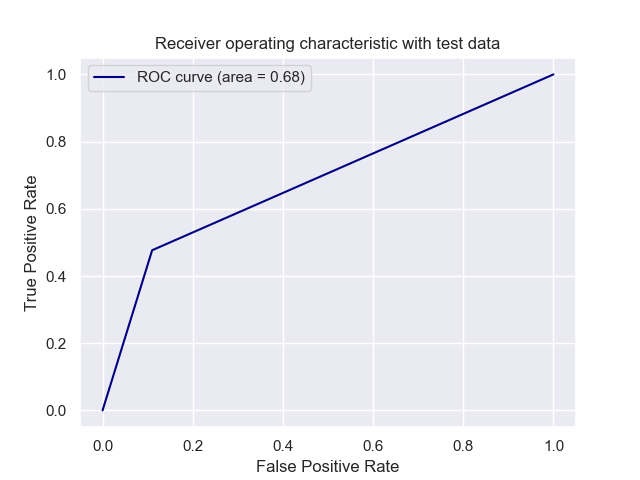 Receiver operating characteristic with test data
ROC curve (area = 0.68)
1.0
0.8
0.6
0.4
0.2
0.0
True Positive Rate
0.0 0.2 0.4 0.6 0.8 1.0
False Positive Rate